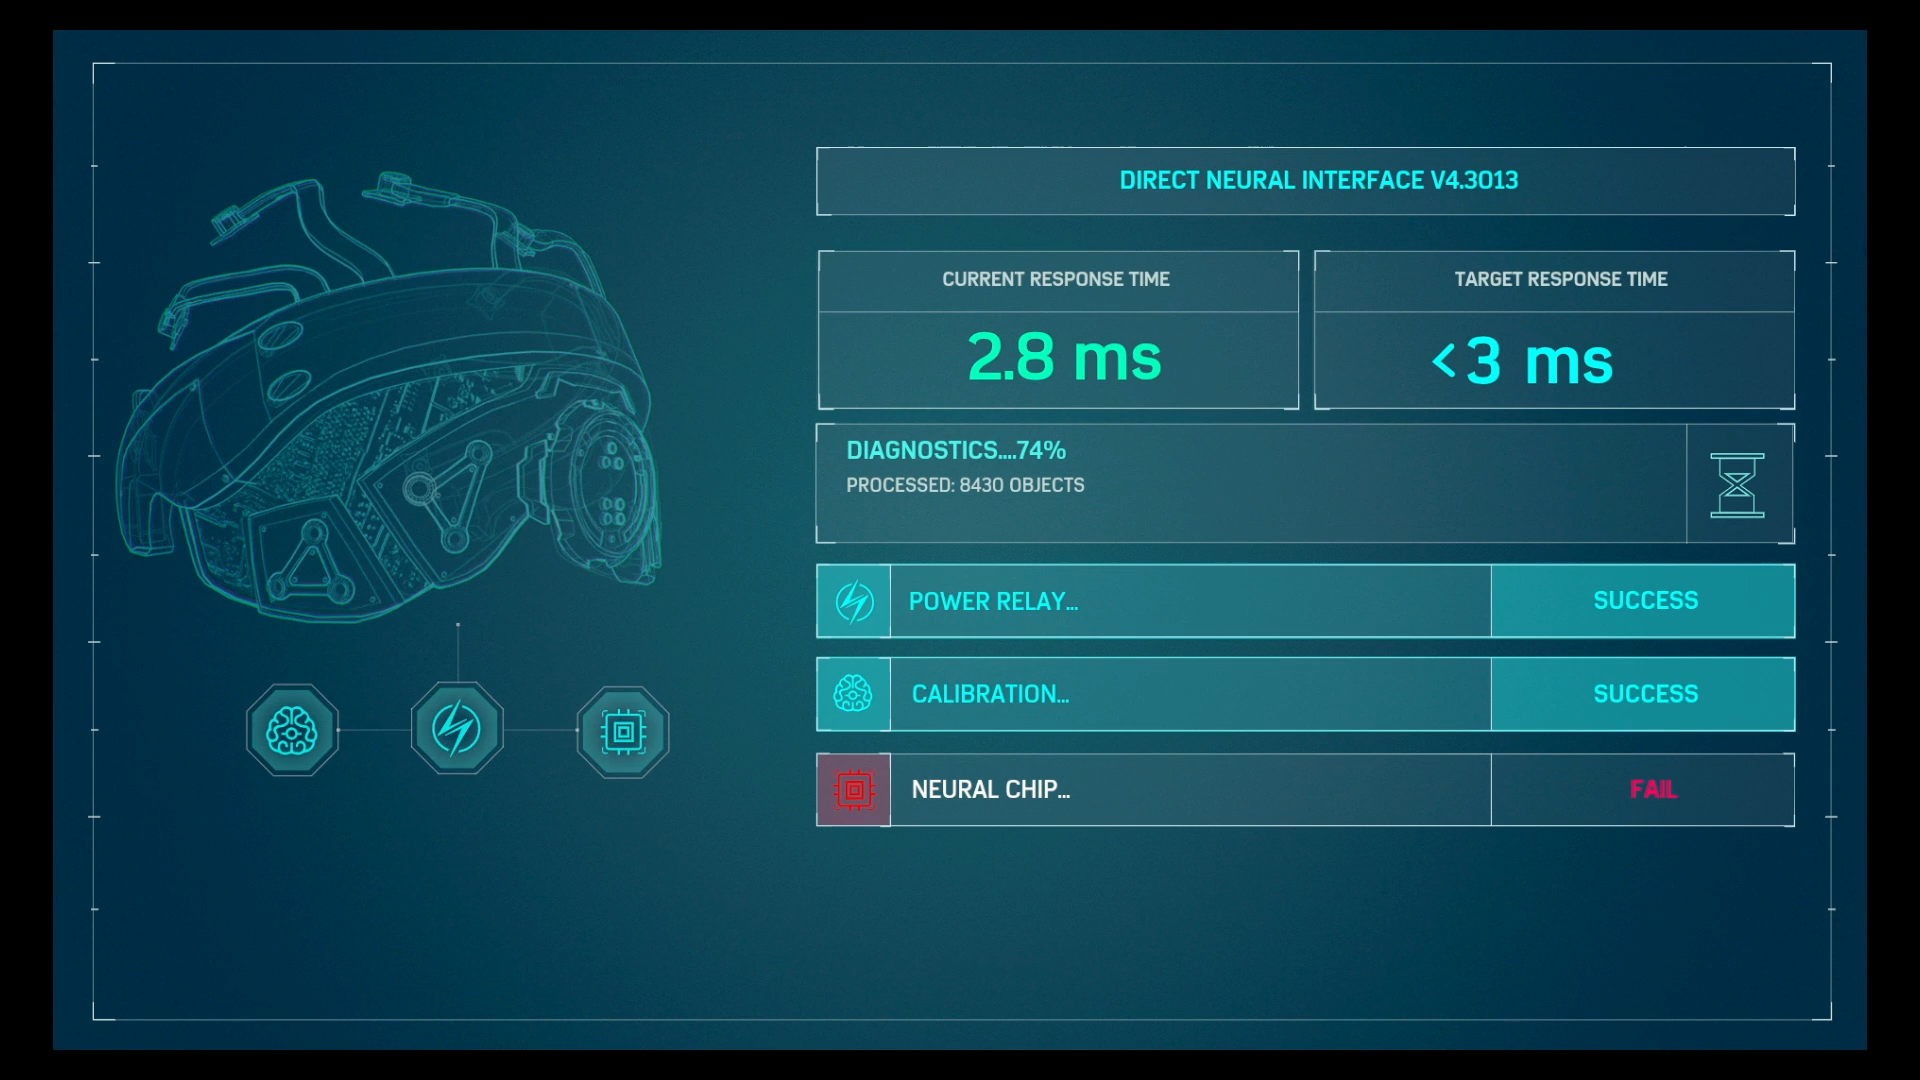 DIRECT NEURAL INTERFACE V4.3013
CURRENT RESPONSE TIME
2.8 ms
TARGET RESPONSE TIME
<3 ms
DIAGNOSTICS....74%
PROCESSED: 8430 OBJECTS
POWER RELAY...
SUCCESS
CALIBRATION...
SUCCESS
NEURAL CHIP...
FAIL